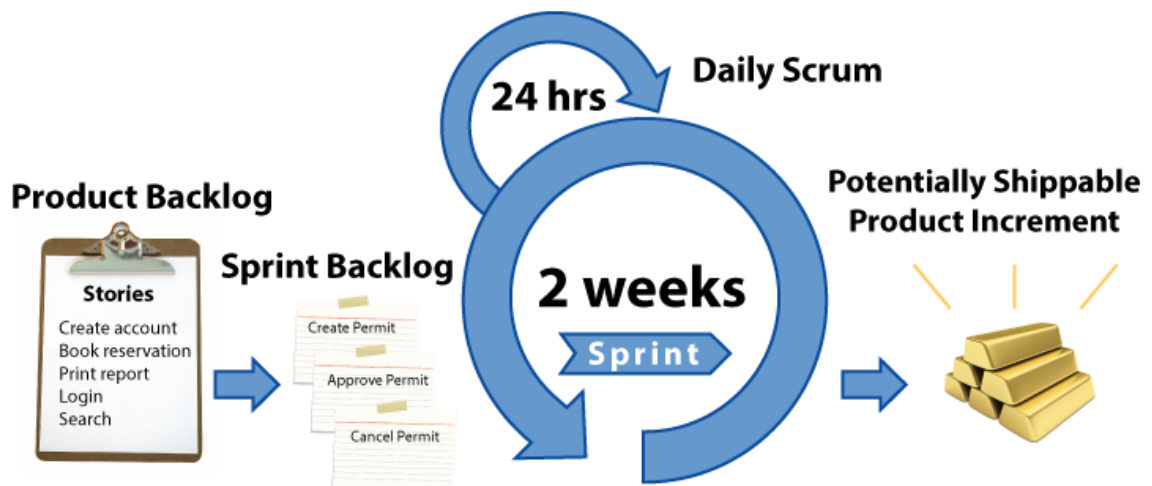 Product Backlog
Stories
Create account
Book reservation
Print report
Login
Search
Sprint Backlog
Create Permit
Approve Permit
Cancel Permit
24 hrs
Daily Scrum
2 weeks
Sprint
Potentially Shippable
Product Increment